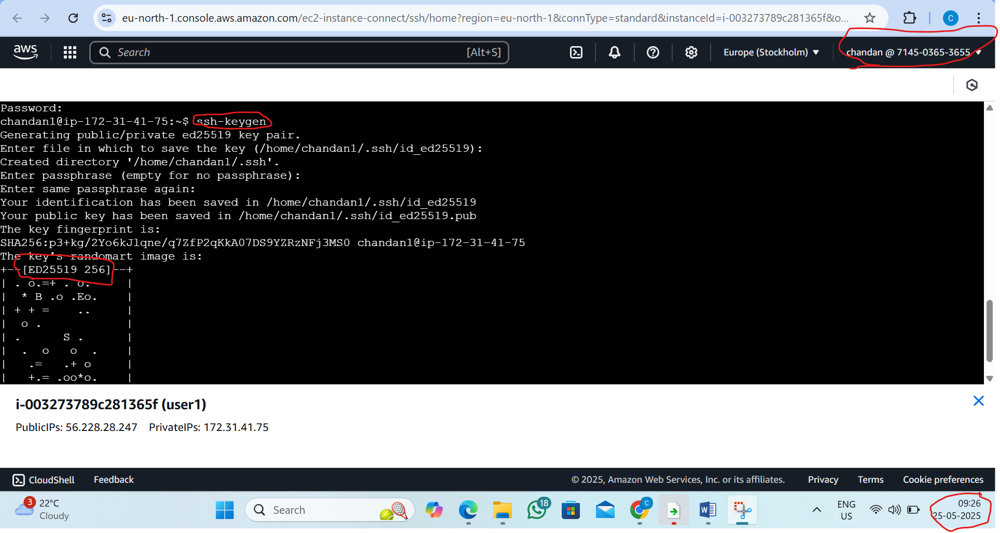 eu-north-1.console.aws.amazon.com/ec2-instance-connect/ssh/home?region=eu-north-1&connType=standard&instanceId=i-003273789c281365f&o...
C
aws
Search [Alt+S]
Europe (Stockholm)
chandan @ 7145-0365-3655
Password:
chandan1@ip-172-31-41-75:~$ ssh-keygen
Generating public/private ed25519 key pair.
Enter file in which to save the key (/home/chandan1/.ssh/id_ed25519):
Created directory '/home/chandan1/.ssh'.
Enter passphrase (empty for no passphrase):
Enter same passphrase again:
Your identification has been saved in /home/chandan1/.ssh/id_ed25519
Your public key has been saved in /home/chandan1/.ssh/id_ed25519.pub
The key fingerprint is:
SHA256:p3+kg/2Yo6kJlqne/q7ZfP2qKkA07DS9YZRzNFj3MS0 chandan1@ip-172-31-41-75
The key's randomart image is:
+--[ED25519 256]--+
| . o.=+ . o.     |
|  * B .o .Eo.    |
| + + =    ..     |
|  o .            |
| .      S .      |
|  .  o   o  .    |
|   .=   .+ o     |
|   +.= .oo*o.    |
i-003273789c281365f (user1)
PublicIPs: 56.228.28.247 PrivateIPs: 172.31.41.75
CloudShell Feedback © 2025, Amazon Web Services, Inc. or its affiliates. Privacy Terms Cookie preferences
3
22°C
Cloudy
Search
18
C
W
ENG
US
09:26
25-05-2025